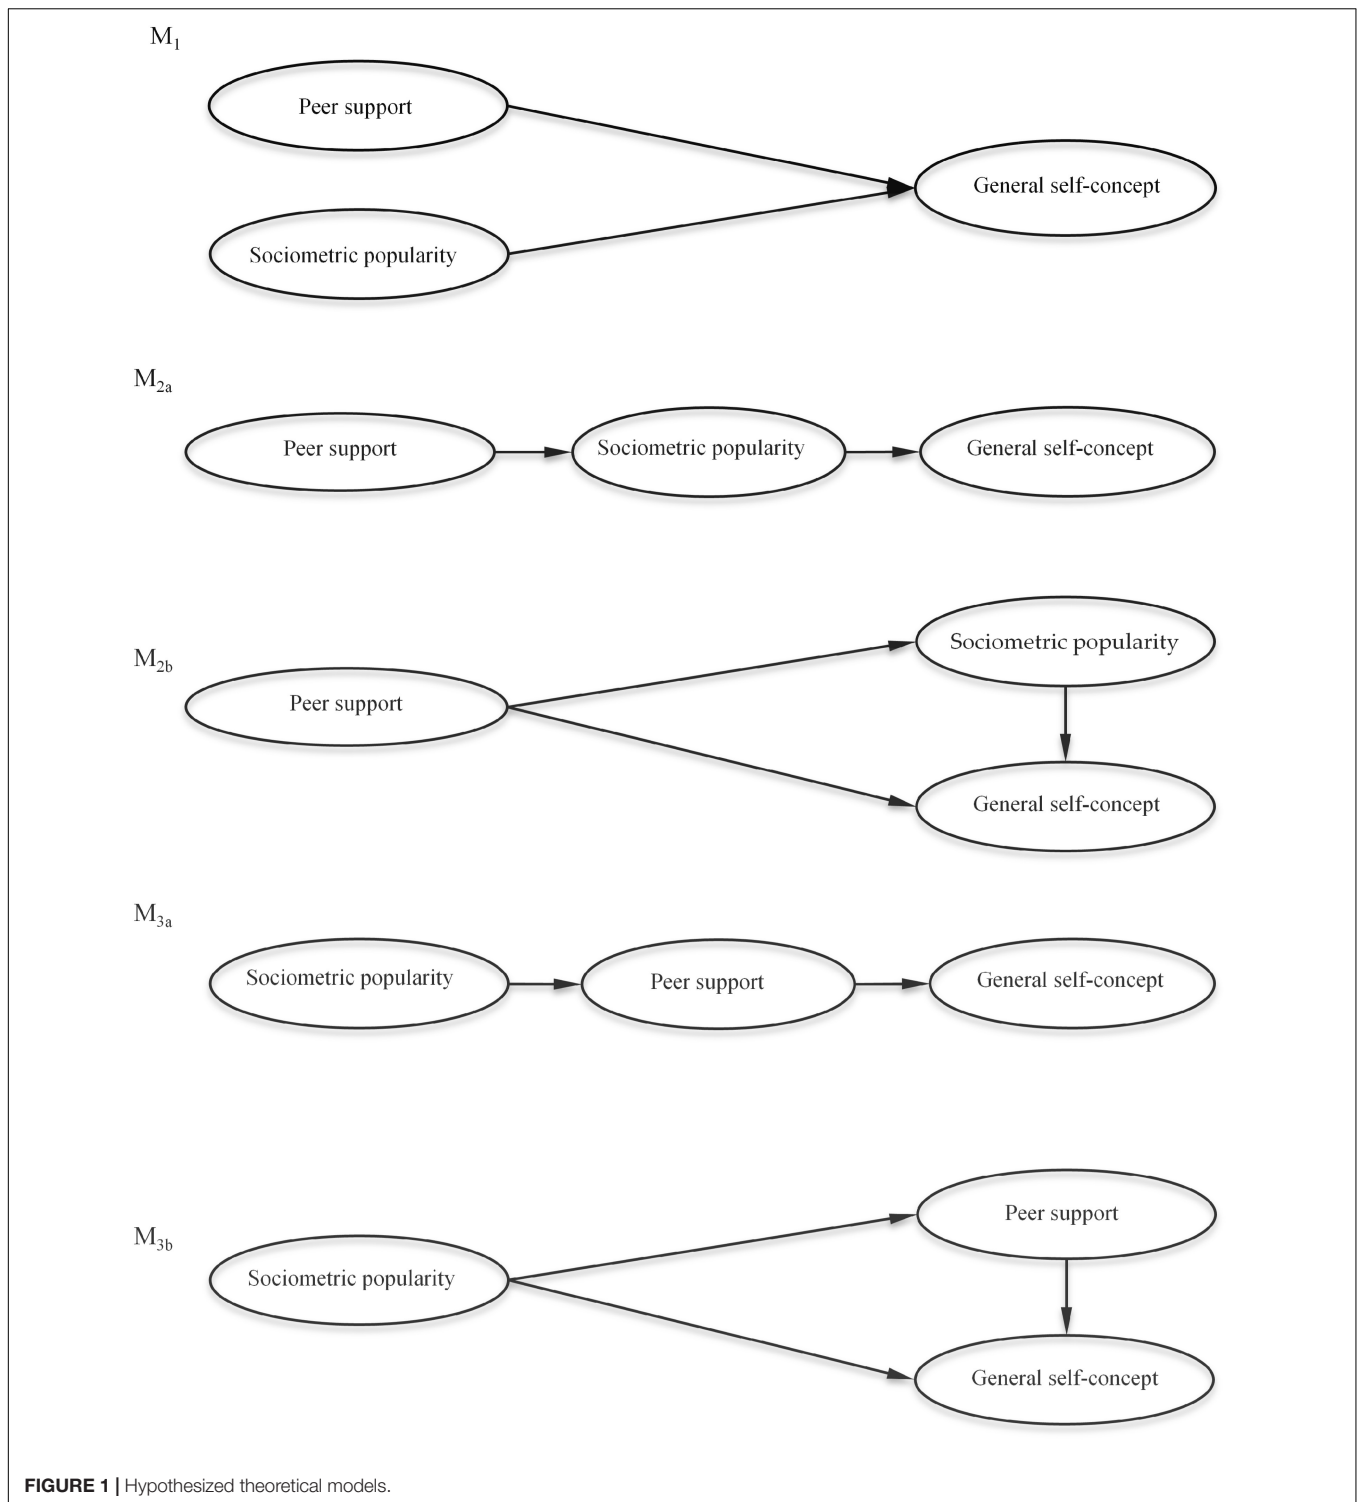 M1
Peer support
General self-concept
Sociometric popularity
M2a
Peer support
Sociometric popularity
General self-concept
M2b
Sociometric popularity
Peer support
General self-concept
M3a
Sociometric popularity
Peer support
General self-concept
M3b
Peer support
Sociometric popularity
General self-concept
FIGURE 1 | Hypothesized theoretical models.